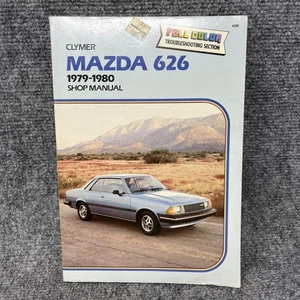 FULL COLOR
TROUBLESHOOTING SECTION
CLYMER
MAZDA 626
1979-1980
SHOP MANUAL